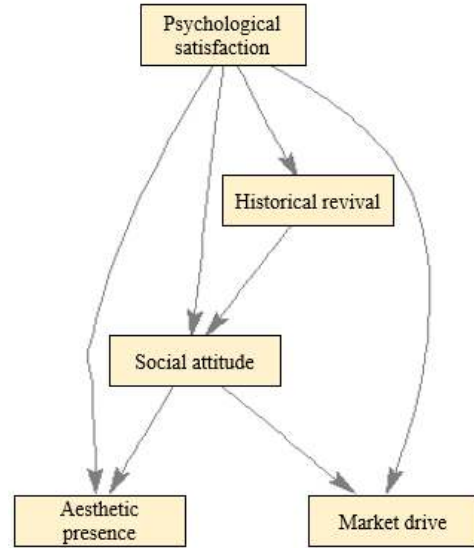 Psychological
satisfaction
Historical revival
Social attitude
Aesthetic
presence
Market drive